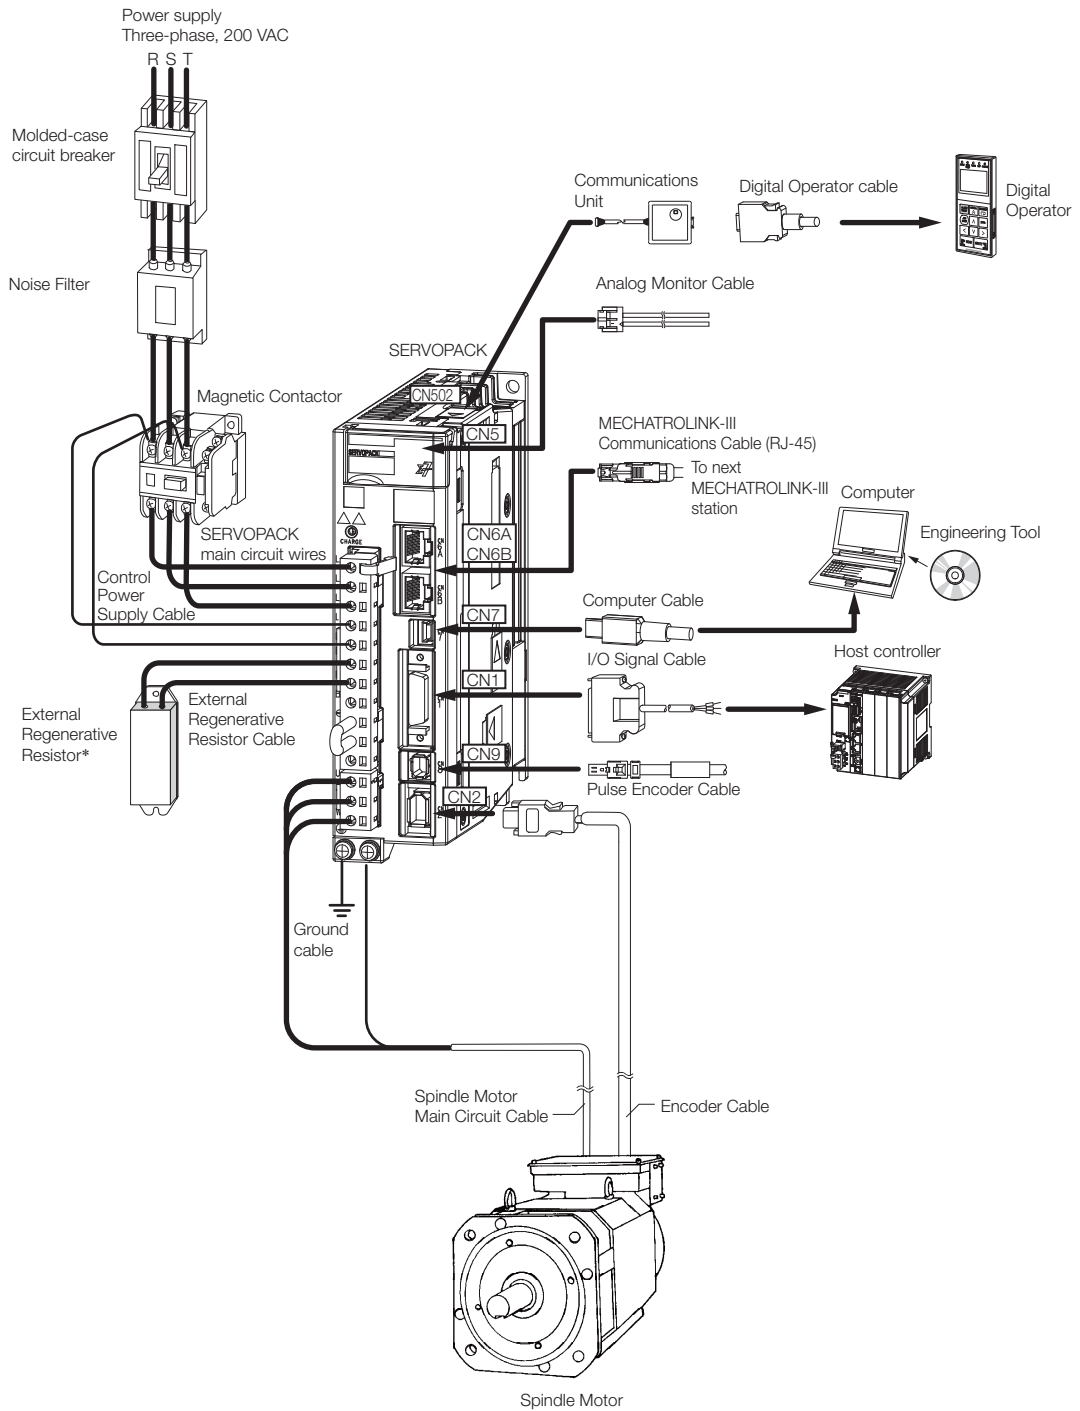 Power supply
Three-phase, 200 VAC
R S T
Molded-case
circuit breaker
Noise Filter
Magnetic Contactor
SERVOPACK
main circuit wires
Control
Power
Supply Cable
External
Regenerative
Resistor*
External
Regenerative
Resistor Cable
Ground
cable
SERVOPACK
CN502
CN5
SERVOPACK
CHARGE
CN6A
CN6B
CN7
CN1
CN9
CN2
Communications
Unit
Digital Operator cable
Digital
Operator
Analog Monitor Cable
MECHATROLINK-III
Communications Cable (RJ-45)
To next
MECHATROLINK-III
station
Computer
Engineering Tool
Computer Cable
I/O Signal Cable
Host controller
Pulse Encoder Cable
Spindle Motor
Main Circuit Cable
Encoder Cable
Spindle Motor